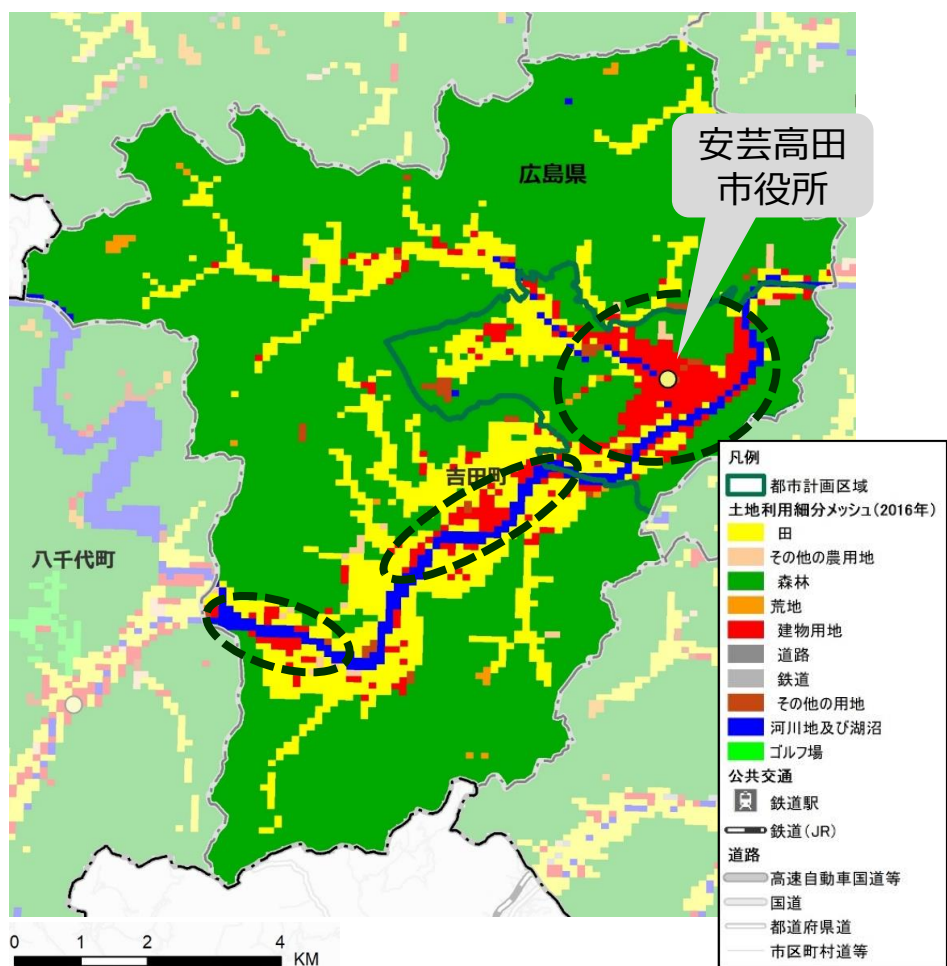 安芸高田
市役所
広島県
吉田町
八千代町
凡例
都市計画区域
土地利用細分メッシュ(2016年)
田
その他の農用地
森林
荒地
建物用地
道路
鉄道
その他の用地
河川地及び湖沼
ゴルフ場
公共交通
鉄道駅
鉄道(JR)
道路
高速自動車国道等
国道
都道府県道
市区町村道等
0 1 2 4
KM